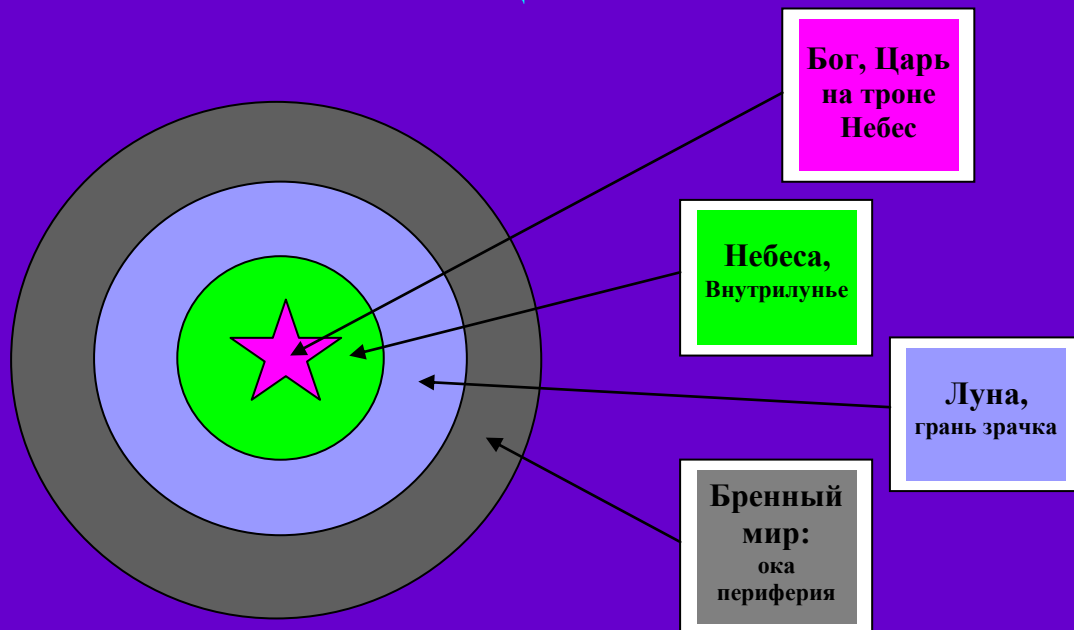 Бог, Царь
на троне
Небес
Небеса,
Внутрилунье
Луна,
грань зрачка
Бренный
мир:
ока
периферия